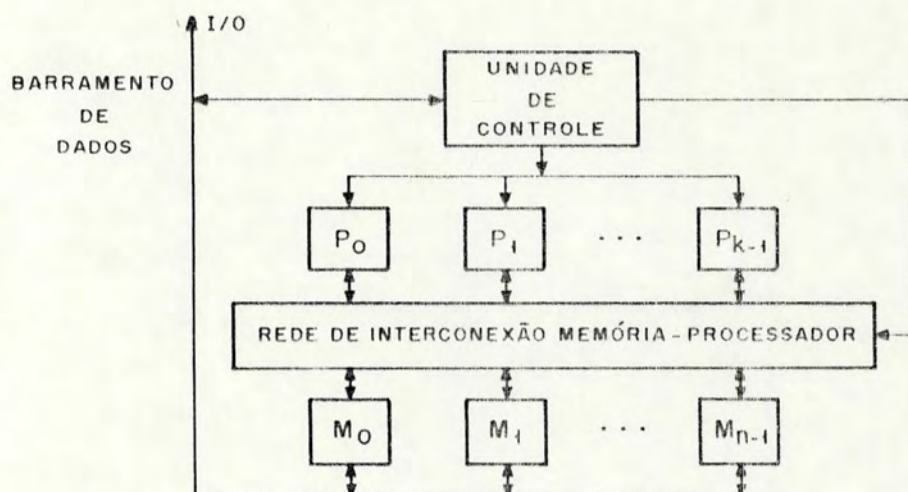 I/O
BARRAMENTO
DE
DADOS
UNIDADE
DE
CONTROLE
P0 P1 ... Pk-1
REDE DE INTERCONEXÃO MEMÓRIA-PROCESSADOR
M0 M1 ... Mn-1